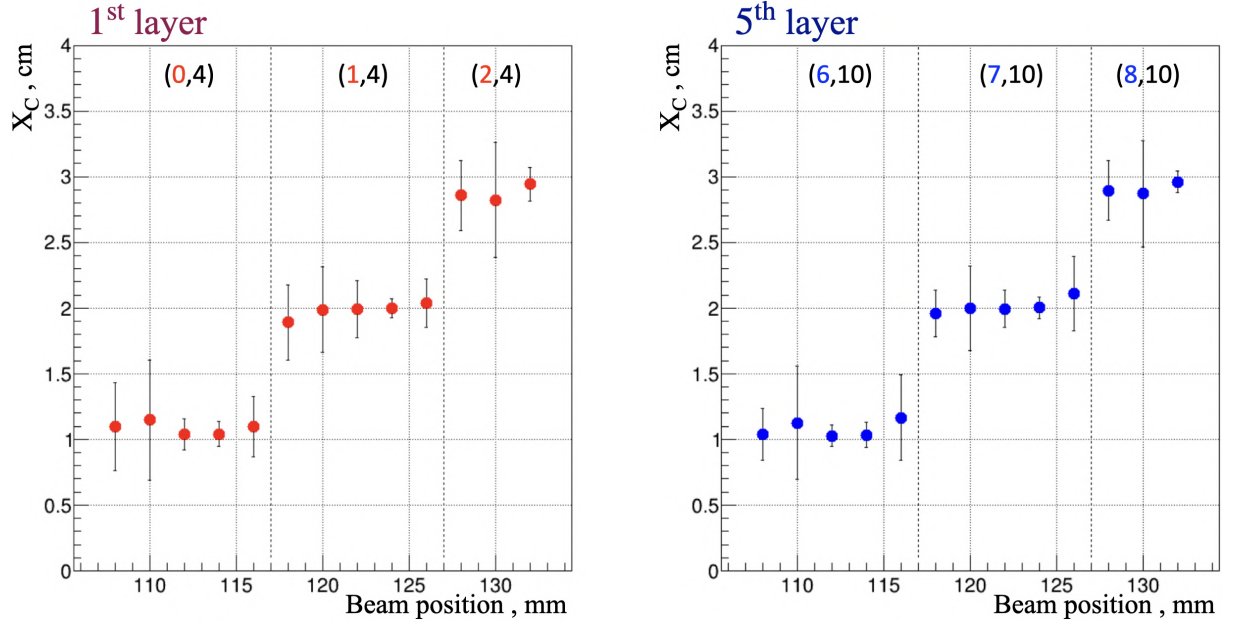 1st layer
X_C , cm
4
3.5
3
2.5
2
1.5
1
0.5
0
(0,4) (1,4) (2,4)
110 115 120 125 130
Beam position , mm
5th layer
X_C , cm
4
3.5
3
2.5
2
1.5
1
0.5
0
(6,10) (7,10) (8,10)
110 115 120 125 130
Beam position , mm